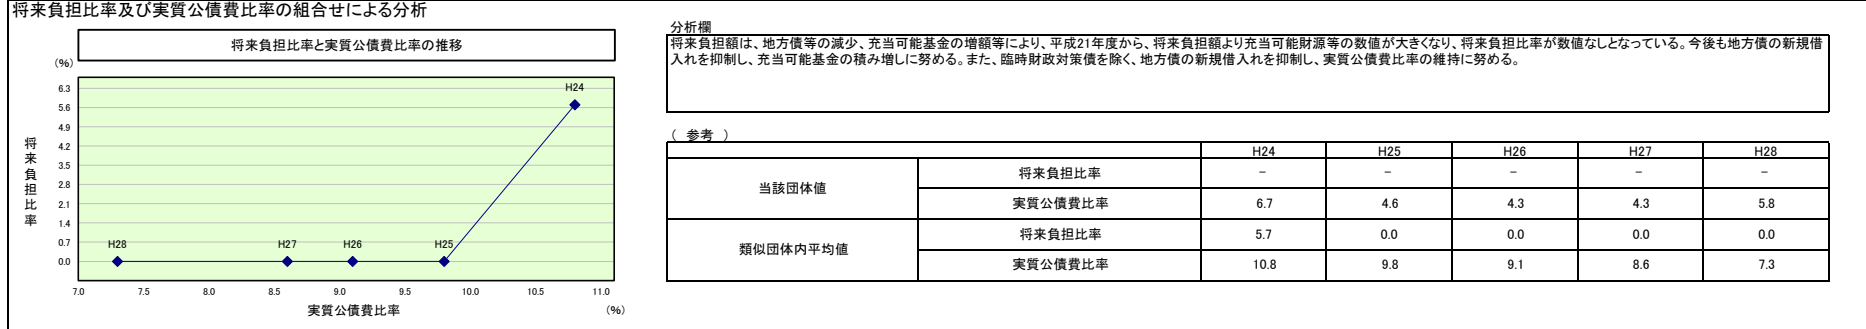 将来負担比率及び実質公債費比率の組合せによる分析
将来負担比率と実質公債費比率の推移
(%)
6.3
5.6
4.9
4.2
3.5
2.8
2.1
1.4
0.7
0.0
将来負担比率
H24
H28
H27
H26
H25
7.0 7.5 8.0 8.5 9.0 9.5 10.0 10.5 11.0
実質公債費比率
(%)
分析欄
将来負担額は、地方債等の減少、充当可能基金の増額等により、平成21年度から、将来負担額より充当可能財源等の数値が大きくなり、将来負担比率が数値なしとなっている。今後も地方債の新規借
入れを抑制し、充当可能基金の積み増しに努める。また、臨時財政対策債を除く、地方債の新規借入れを抑制し、実質公債費比率の維持に努める。
( 参考 )
H24 H25 H26 H27 H28
当該団体値
将来負担比率 － － － － －
実質公債費比率 6.7 4.6 4.3 4.3 5.8
類似団体内平均値
将来負担比率 5.7 0.0 0.0 0.0 0.0
実質公債費比率 10.8 9.8 9.1 8.6 7.3